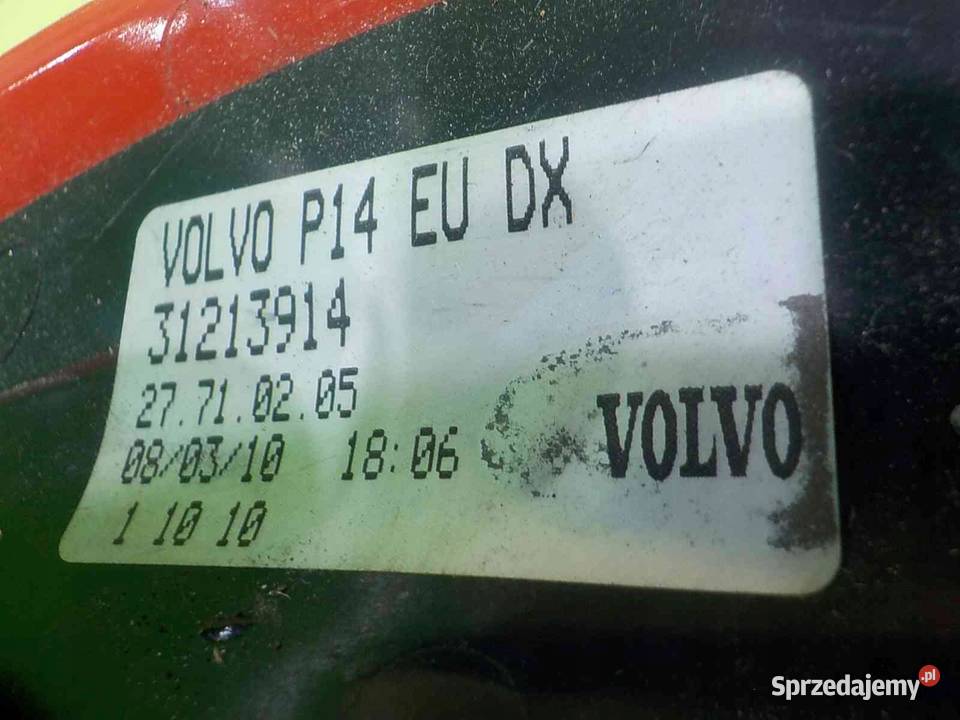 VOLVO P14 EU DX
31213914
27.71.02.05
08/03/10 18:06
1 10 10
VOLVO
Sprzedajemy.pl